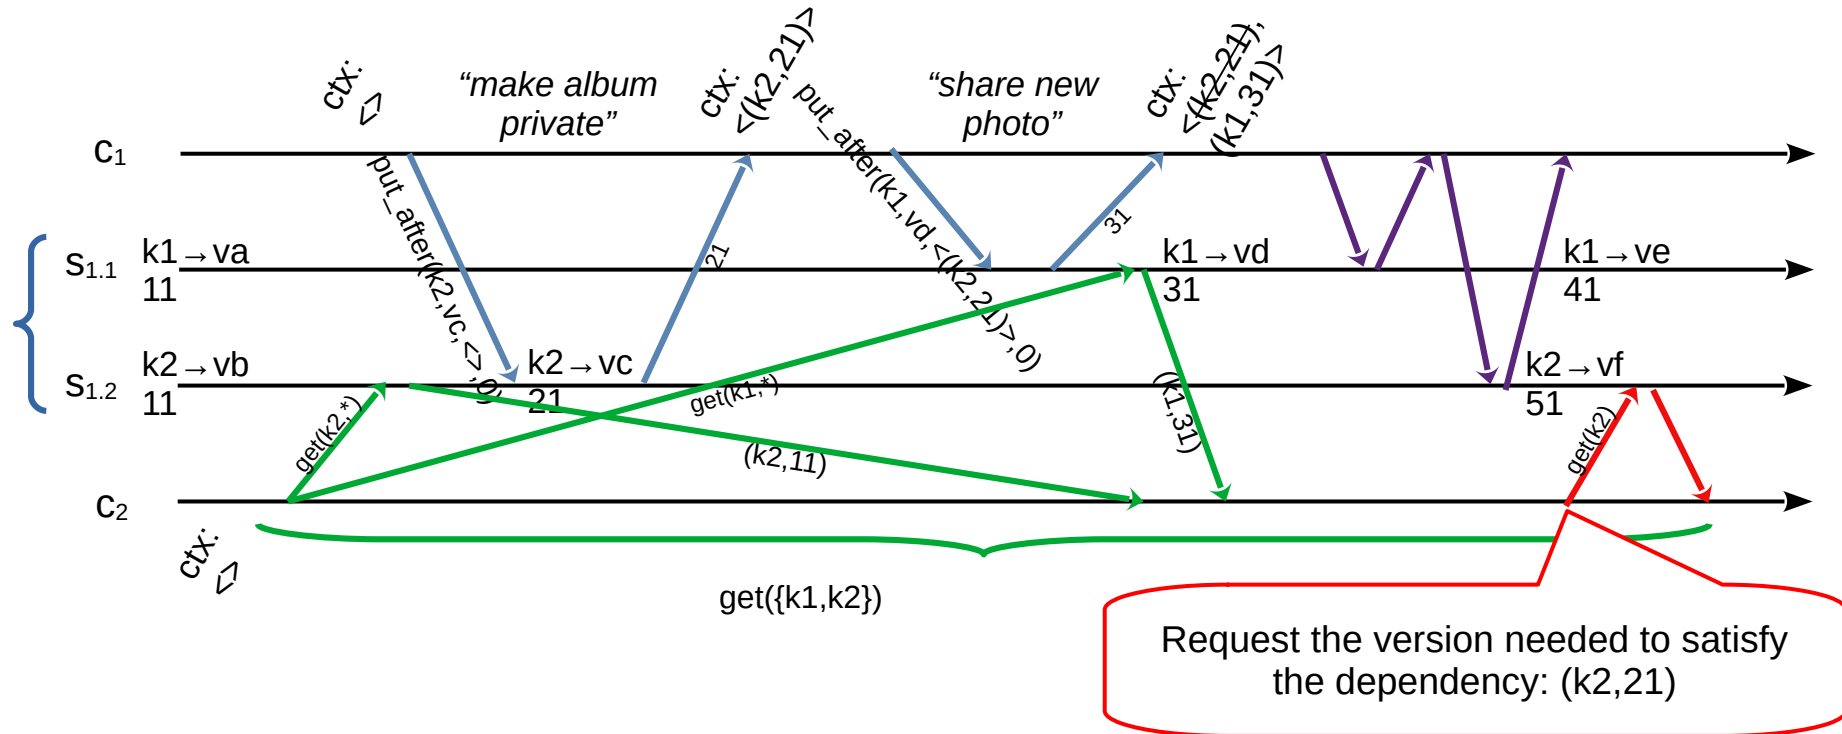 ctx:
<>
“make album
private”
ctx:
<(k2,21)>
“share new
photo”
ctx:
<(k2,21),
(k1,31)>
c1
put_after(k2,vc,<>,0)
21
put_after(k1,vd,<(k2,21)>,0)
31
s1.1
k1→va
11
k1→vd
31
k1→ve
41
s1.2
k2→vb
11
k2→vc
21
k2→vf
51
get(k2,*)
get(k1,*)
(k2,11)
(k1,31)
get(k2)
c2
ctx:
<>
get({k1,k2})
Request the version needed to satisfy
the dependency: (k2,21)